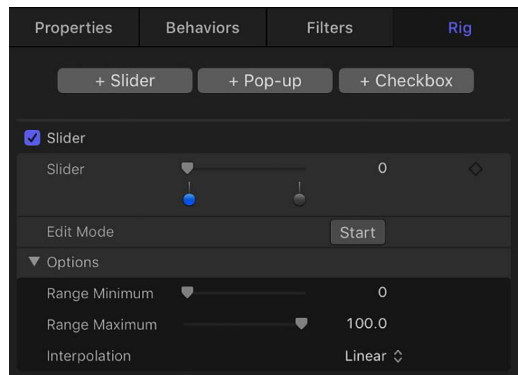 Properties Behaviors Filters Rig
+ Slider + Pop-up + Checkbox
Slider
Slider 0
Edit Mode Start
Options
Range Minimum 0
Range Maximum 100.0
Interpolation Linear